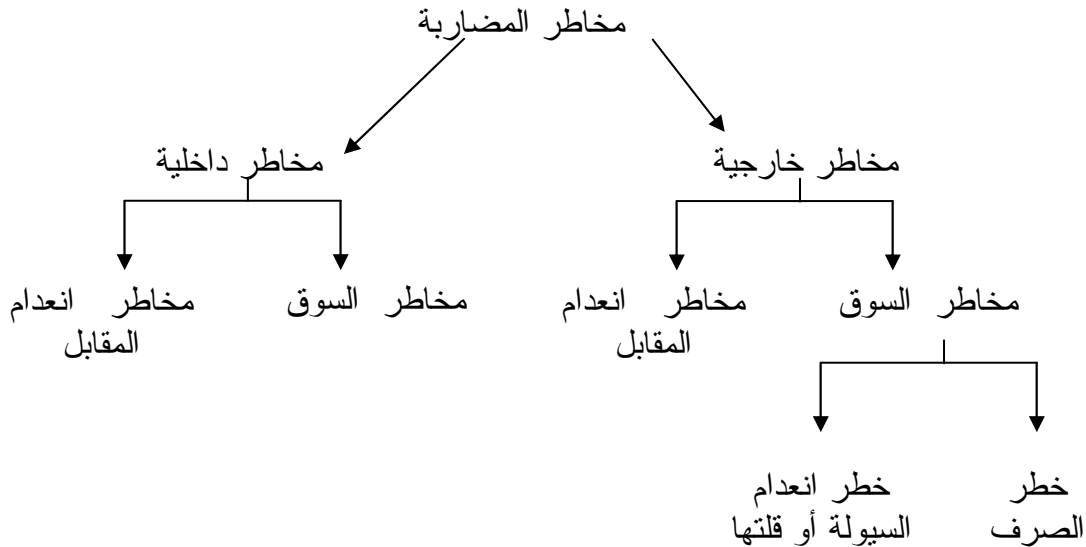 مخاطر المضاربة
مخاطر خارجية
مخاطر داخلية
مخاطر السوق
مخاطر انعدام
المقابل
مخاطر السوق
مخاطر انعدام
المقابل
خطر
الصرف
خطر انعدام
السيولة أو قلتها